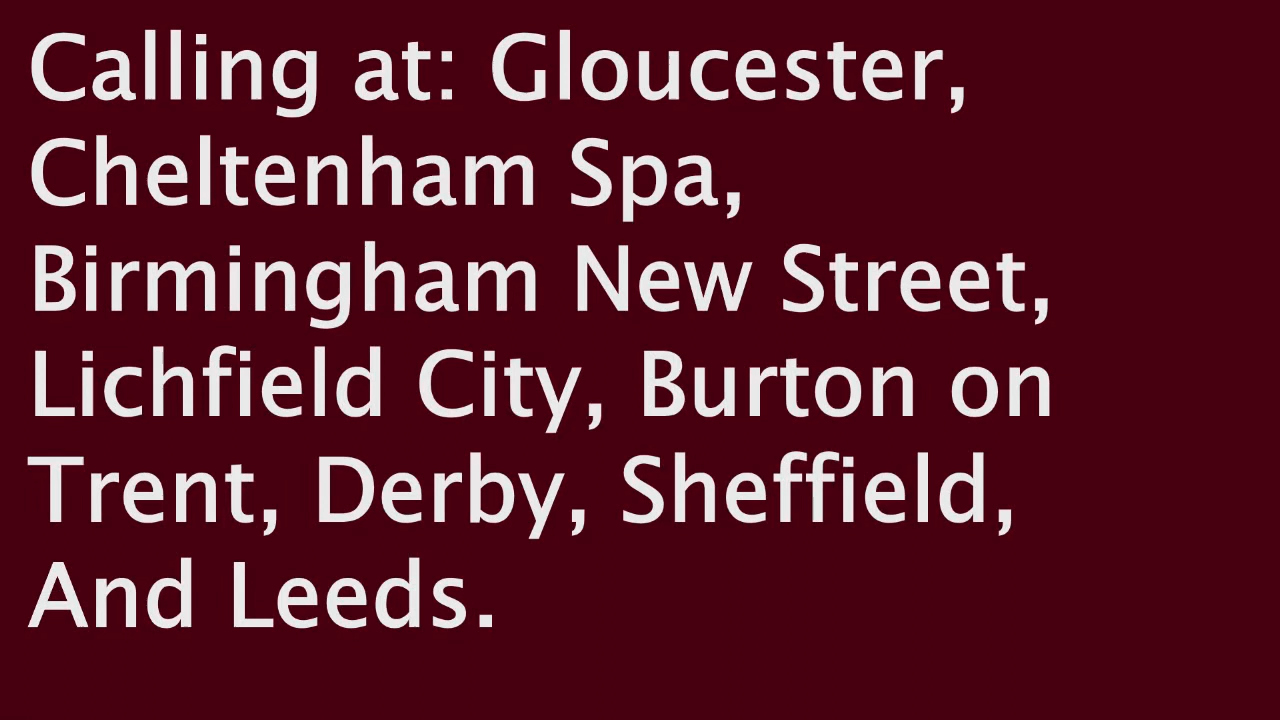 Calling at: Gloucester,
Cheltenham Spa,
Birmingham New Street,
Lichfield City, Burton on
Trent, Derby, Sheffield,
And Leeds.